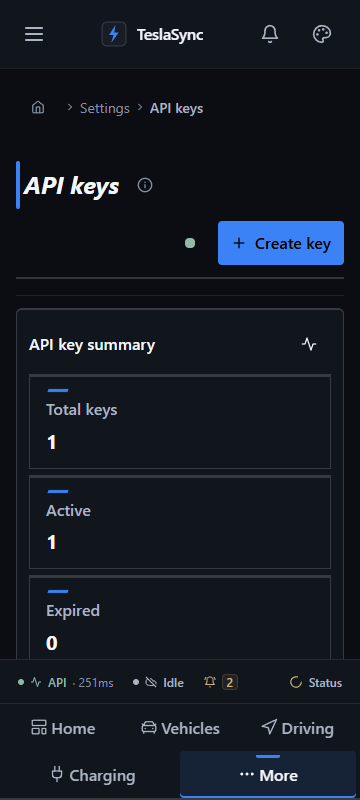 TeslaSync
Settings API keys
API keys
Create key
API key summary
Total keys
1
Active
1
Expired
0
API · 251ms Idle 2 Status
Home Vehicles Driving
Charging More